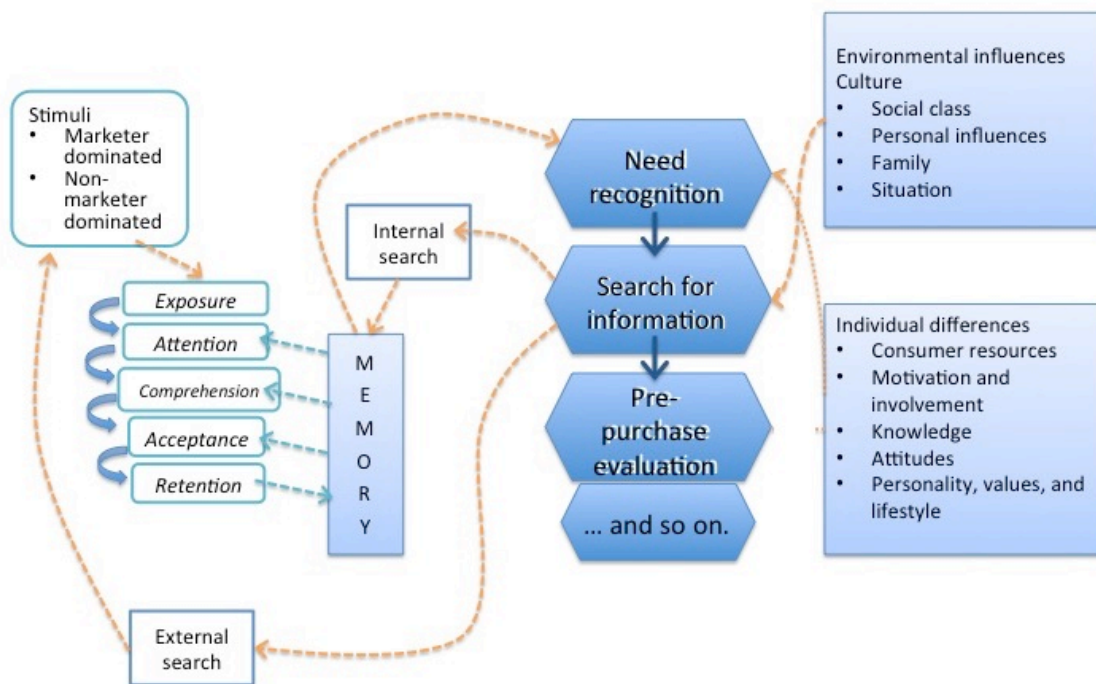 Stimuli
• Marketer
dominated
• Non-
marketer
dominated
Exposure
Attention
Comprehension
Acceptance
Retention
Internal
search
M
E
M
O
R
Y
External
search
Need
recognition
Search for
information
Pre-
purchase
evaluation
... and so on.
Environmental influences
Culture
• Social class
• Personal influences
• Family
• Situation
Individual differences
• Consumer resources
• Motivation and
involvement
• Knowledge
• Attitudes
• Personality, values, and
lifestyle